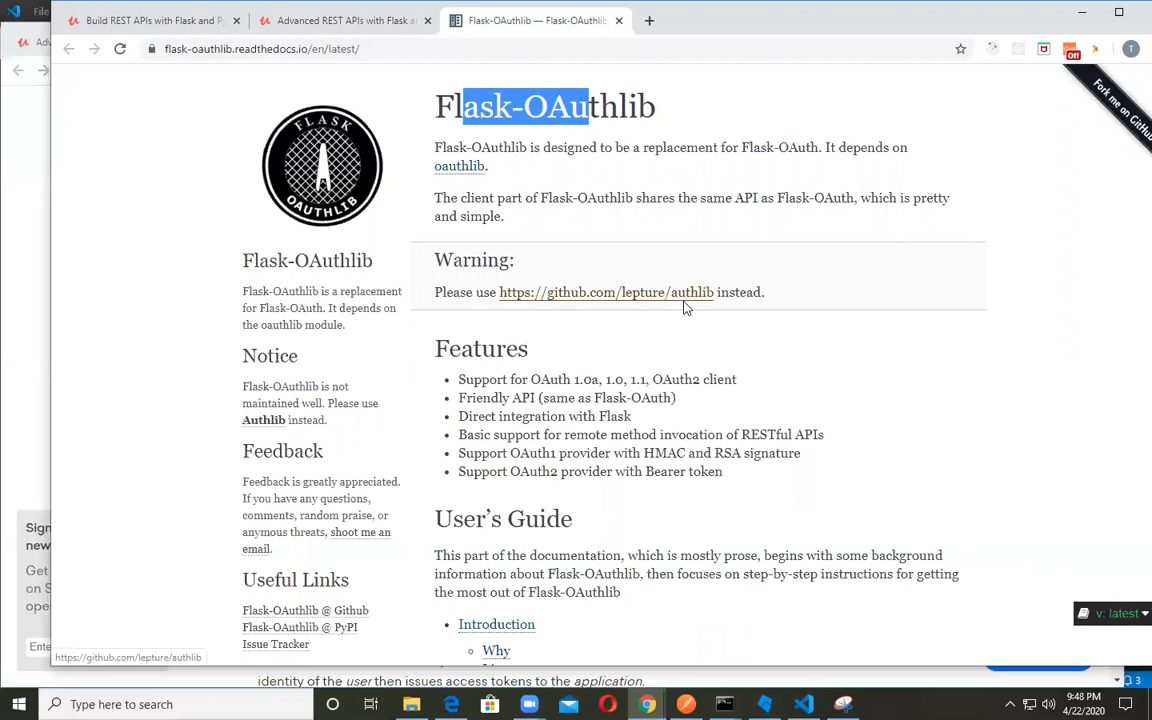 File
Build REST APIs with Flask and P
Advanced REST APIs with Flask a
Flask-OAuthlib — Flask-OAuthlib
Adv
flask-oauthlib.readthedocs.io/en/latest/
Off
T
Fork me on GitHub
FLASK
OAUTHLIB
Flask-OAuthlib
Flask-OAuthlib is designed to be a replacement for Flask-OAuth. It depends on
oauthlib.
The client part of Flask-OAuthlib shares the same API as Flask-OAuth, which is pretty
and simple.
Warning:
Please use https://github.com/lepture/authlib instead.
Features
Support for OAuth 1.0a, 1.0, 1.1, OAuth2 client
Friendly API (same as Flask-OAuth)
Direct integration with Flask
Basic support for remote method invocation of RESTful APIs
Support OAuth1 provider with HMAC and RSA signature
Support OAuth2 provider with Bearer token
User's Guide
This part of the documentation, which is mostly prose, begins with some background
information about Flask-OAuthlib, then focuses on step-by-step instructions for getting
the most out of Flask-OAuthlib
Introduction
Why
Flask-OAuthlib
Flask-OAuthlib is a replacement
for Flask-OAuth. It depends on
the oauthlib module.
Notice
Flask-OAuthlib is not
maintained well. Please use
Authlib instead.
Feedback
Feedback is greatly appreciated.
If you have any questions,
comments, random praise, or
anymous threats, shoot me an
email.
Useful Links
Flask-OAuthlib @ Github
Flask-OAuthlib @ PyPI
Issue Tracker
v: latest
Sign
new
Get
on S
ope
Ente
https://github.com/lepture/authlib
identity of the user then issues access tokens to the application.
3
Type here to search
9:48 PM
4/22/2020